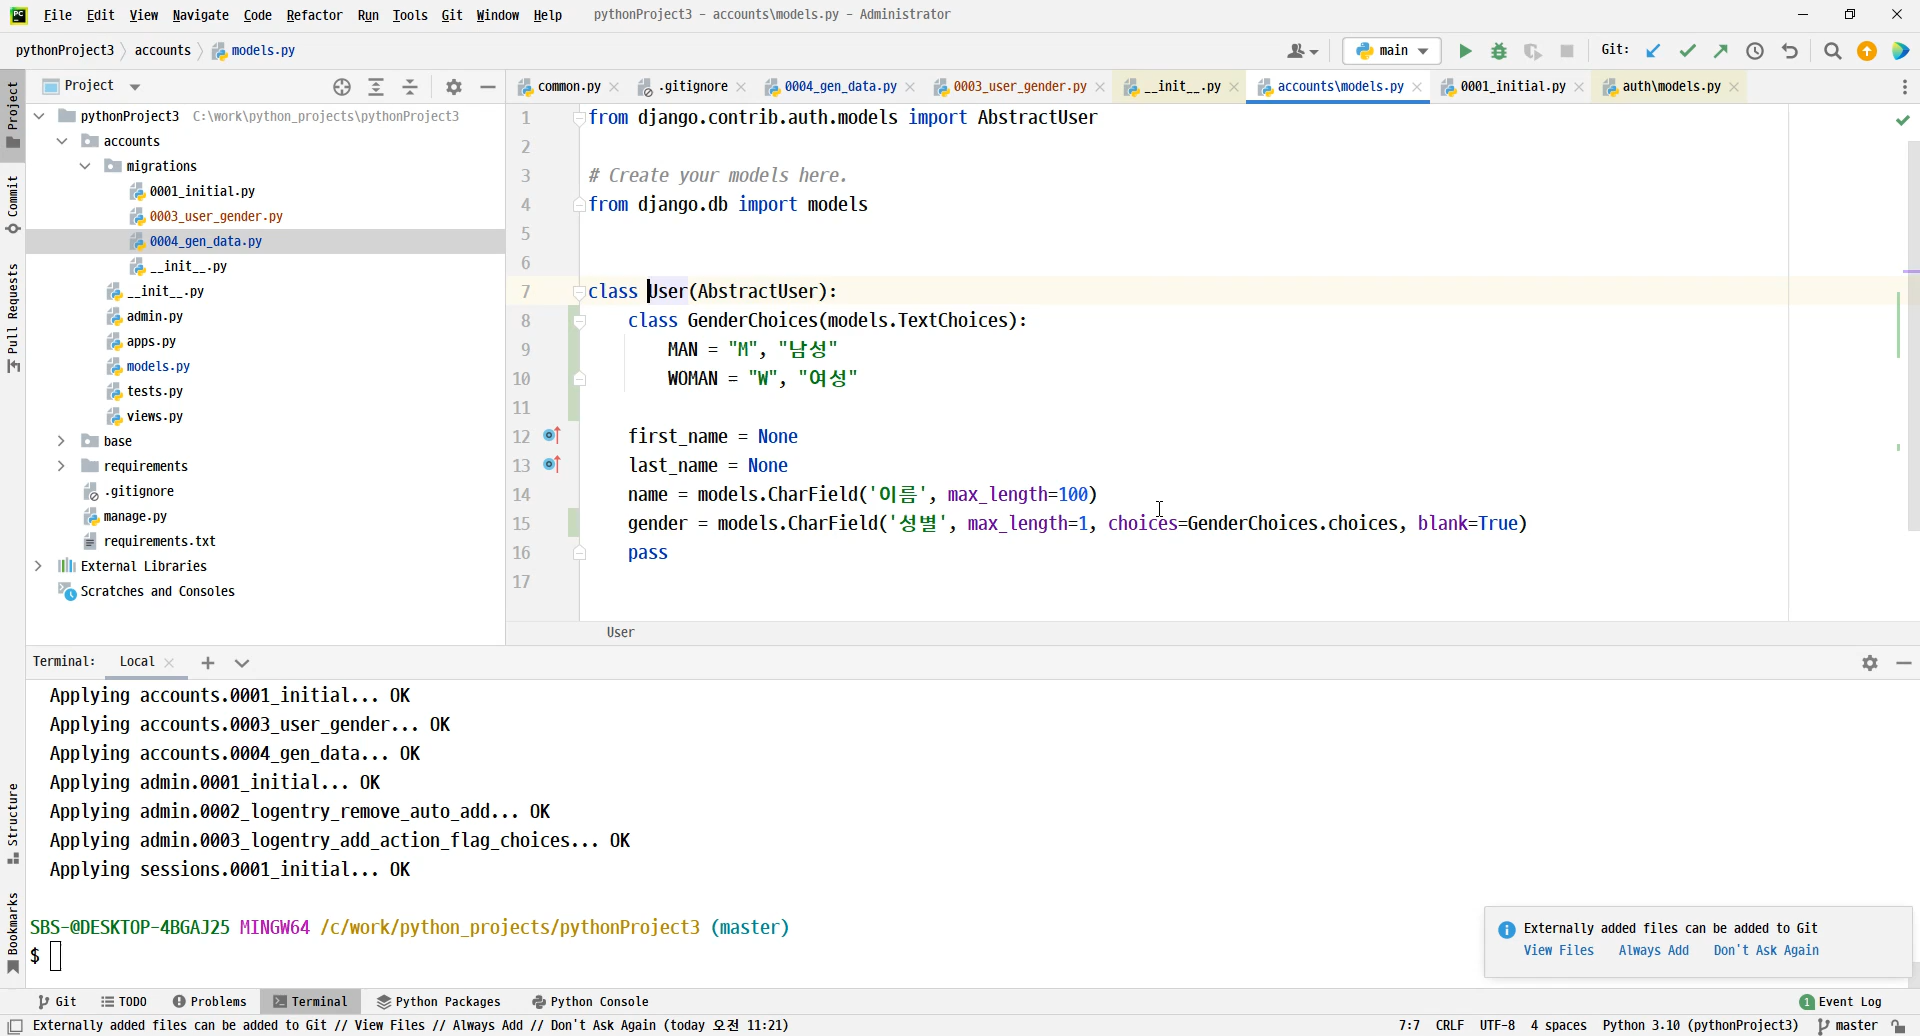 File Edit View Navigate Code Refactor Run Tools Git Window Help pythonProject3 - accounts\models.py - Administrator
pythonProject3 accounts models.py main Git:
Project common.py .gitignore 0004_gen_data.py 0003_user_gender.py __init__.py accounts\models.py 0001_initial.py auth\models.py
Project
Commit
Pull Requests
Structure
Bookmarks
pythonProject3 C:\work\python_projects\pythonProject3
accounts
migrations
0001_initial.py
0003_user_gender.py
0004_gen_data.py
__init__.py
__init__.py
admin.py
apps.py
models.py
tests.py
views.py
base
requirements
.gitignore
manage.py
requirements.txt
External Libraries
Scratches and Consoles
1 from django.contrib.auth.models import AbstractUser
2
3 # Create your models here.
4 from django.db import models
5
6
7 class User(AbstractUser):
8 class GenderChoices(models.TextChoices):
9 MAN = "M", "남성"
10 WOMAN = "W", "여성"
11
12 first_name = None
13 last_name = None
14 name = models.CharField('이름', max_length=100)
15 gender = models.CharField('성별', max_length=1, choices=GenderChoices.choices, blank=True)
16 pass
17
User
Terminal: Local
Applying accounts.0001_initial... OK
Applying accounts.0003_user_gender... OK
Applying accounts.0004_gen_data... OK
Applying admin.0001_initial... OK
Applying admin.0002_logentry_remove_auto_add... OK
Applying admin.0003_logentry_add_action_flag_choices... OK
Applying sessions.0001_initial... OK
SBS-@DESKTOP-4BGAJ25 MINGW64 /c/work/python_projects/pythonProject3 (master)
$
Externally added files can be added to Git
View Files Always Add Don't Ask Again
Git TODO Problems Terminal Python Packages Python Console 1 Event Log
Externally added files can be added to Git // View Files // Always Add // Don't Ask Again (today 오전 11:21) 7:7 CRLF UTF-8 4 spaces Python 3.10 (pythonProject3) master